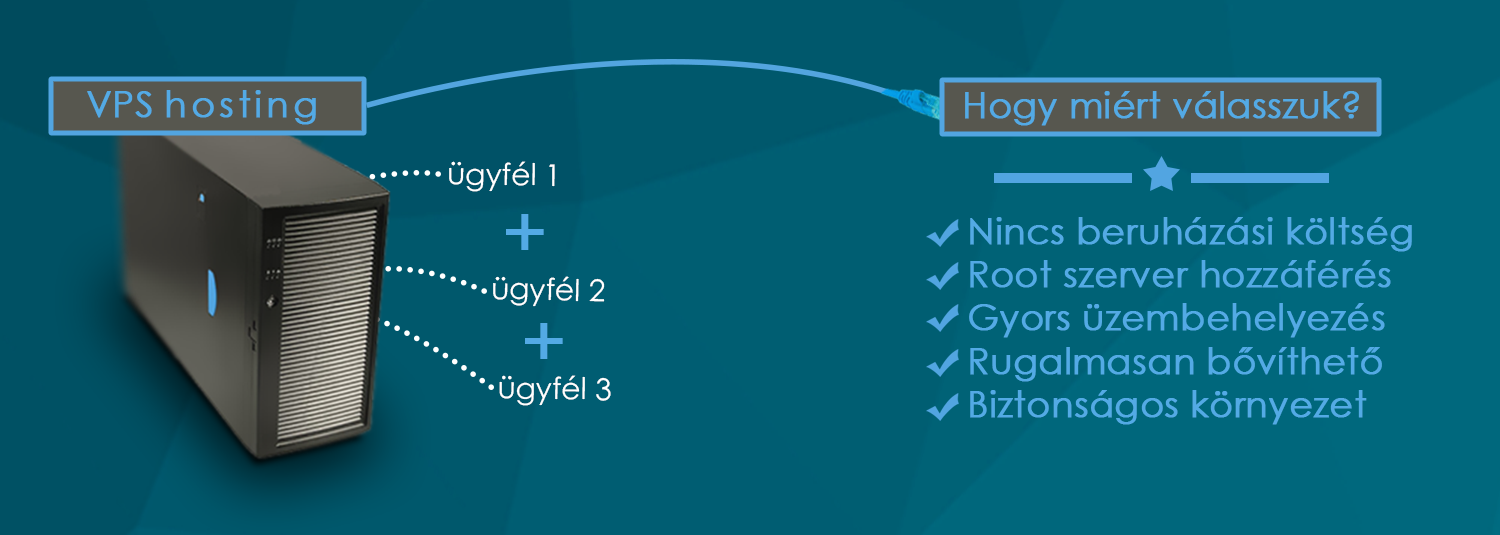 VPS hosting
ügyfél 1
+
ügyfél 2
+
ügyfél 3
Hogy miért válasszuk?
Nincs beruházási költség
Root szerver hozzáférés
Gyors üzembehelyezés
Rugalmasan bővíthető
Biztonságos környezet